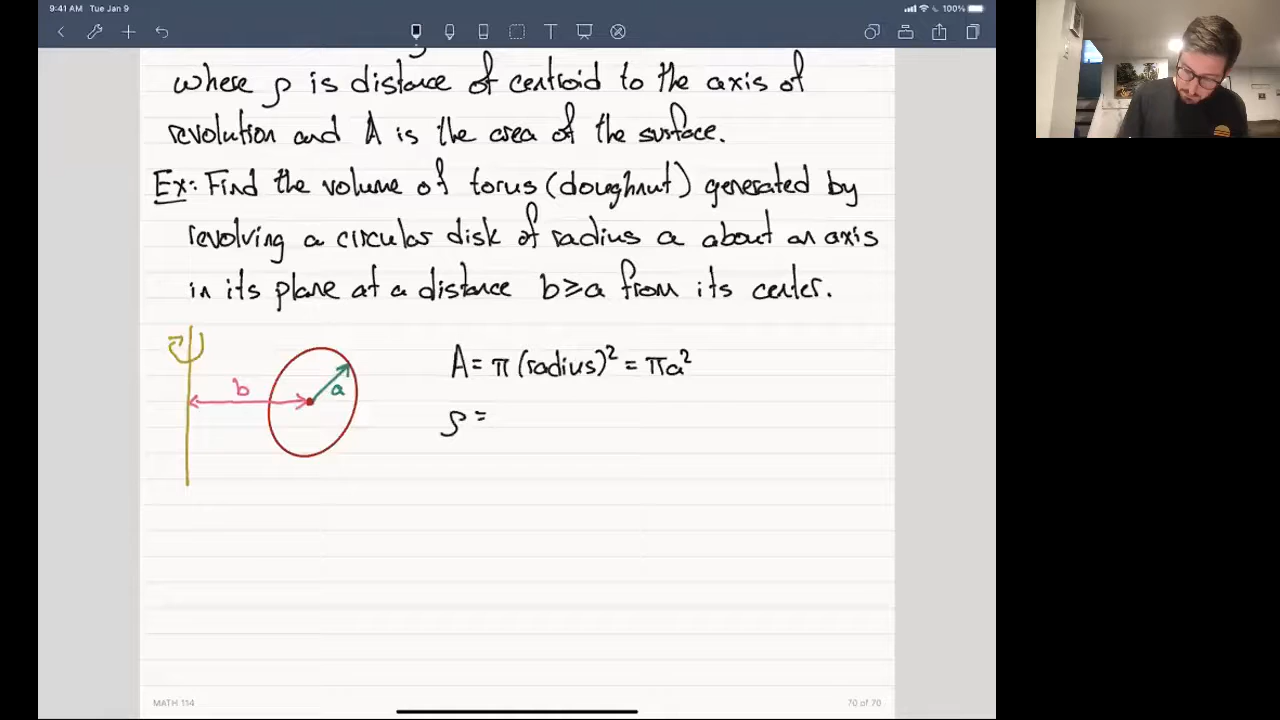 9:41 AM Tue Jan 9
100%
where ρ is distance of centroid to the axis of
revolution and A is the area of the surface.
Ex: Find the volume of torus (doughnut) generated by
revolving a circular disk of radius a about an axis
in its plane at a distance b≥a from its center.
b
a
A = π (radius)² = πa²
ρ =
MATH 114
70 of 70